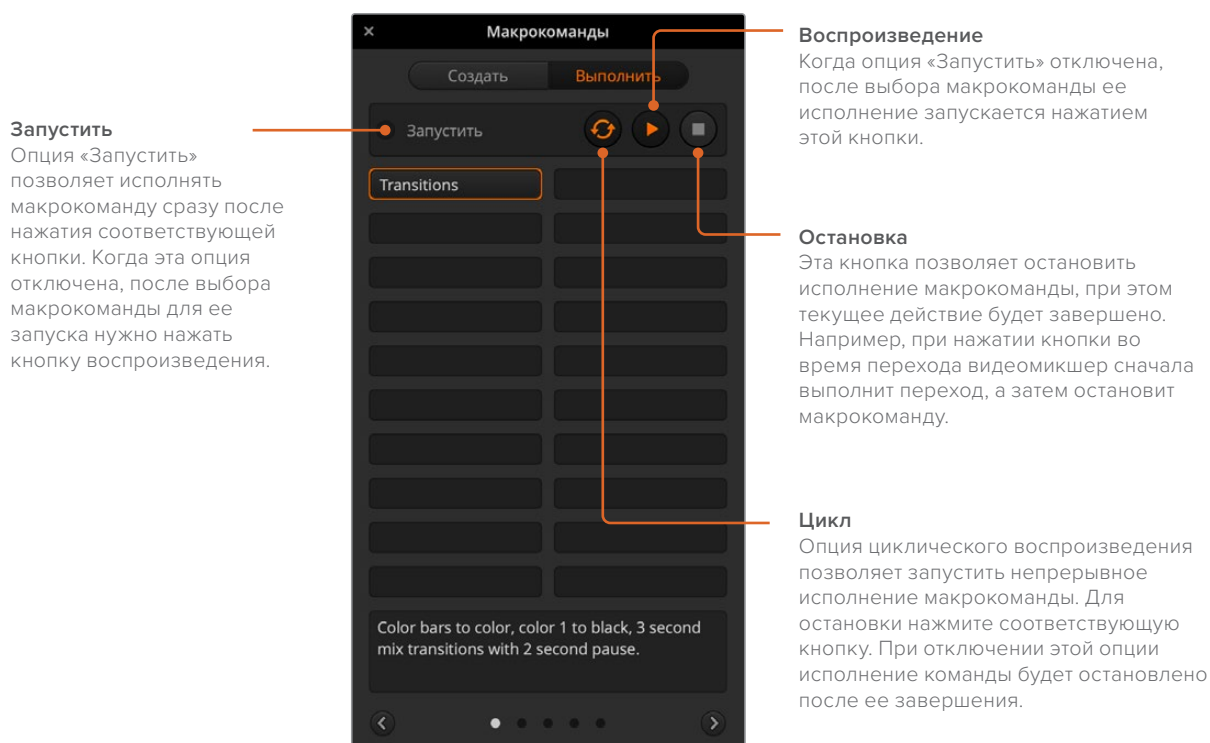 Запустить
Опция «Запустить»
позволяет исполнять
макрокоманду сразу после
нажатия соответствующей
кнопки. Когда эта опция
отключена, после выбора
макрокоманды для ее
запуска нужно нажать
кнопку воспроизведения.
× Макрокоманды
Создать Выполнить
Запустить
Transitions
Color bars to color, color 1 to black, 3 second
mix transitions with 2 second pause.
Воспроизведение
Когда опция «Запустить» отключена,
после выбора макрокоманды ее
исполнение запускается нажатием
этой кнопки.
Остановка
Эта кнопка позволяет остановить
исполнение макрокоманды, при этом
текущее действие будет завершено.
Например, при нажатии кнопки во
время перехода видеомикшер сначала
выполнит переход, а затем остановит
макрокоманду.
Цикл
Опция циклического воспроизведения
позволяет запустить непрерывное
исполнение макрокоманды. Для
остановки нажмите соответствующую
кнопку. При отключении этой опции
исполнение команды будет остановлено
после ее завершения.